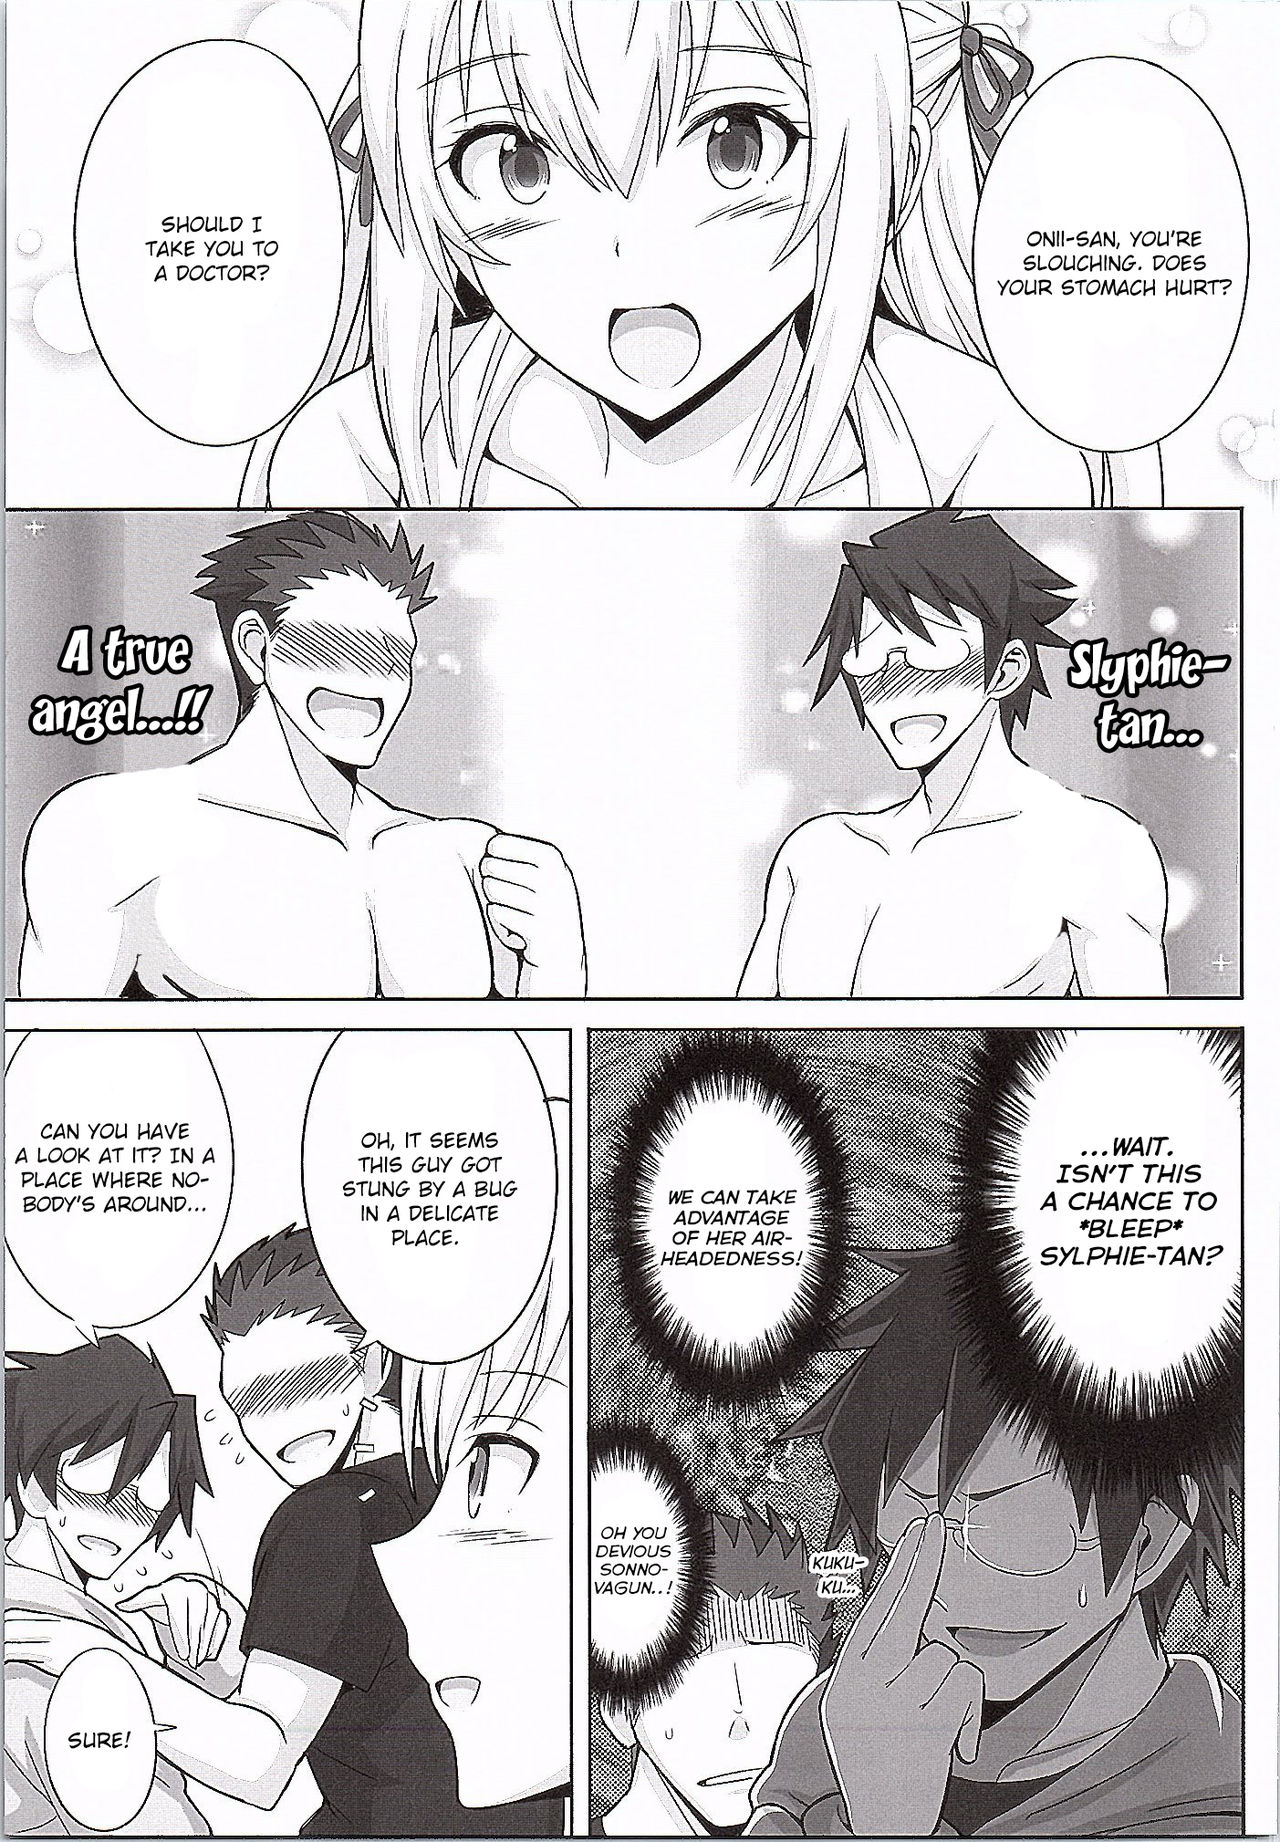 ONII-SAN, YOU'RE
SLOUCHING. DOES
YOUR STOMACH HURT?
SHOULD I
TAKE YOU TO
A DOCTOR?
Slyphie-
tan...
A true
angel...!!
...WAIT.
ISN'T THIS
A CHANCE TO
*BLEEP*
SYLPHIE-TAN?
WE CAN TAKE
ADVANTAGE
OF HER AIR-
HEADEDNESS!
KUKU-
KU...
OH YOU
DEVIOUS
SONNO-
VAGUN..!
OH, IT SEEMS
THIS GUY GOT
STUNG BY A BUG
IN A DELICATE
PLACE.
CAN YOU HAVE
A LOOK AT IT? IN A
PLACE WHERE NO-
BODY'S AROUND...
SURE!